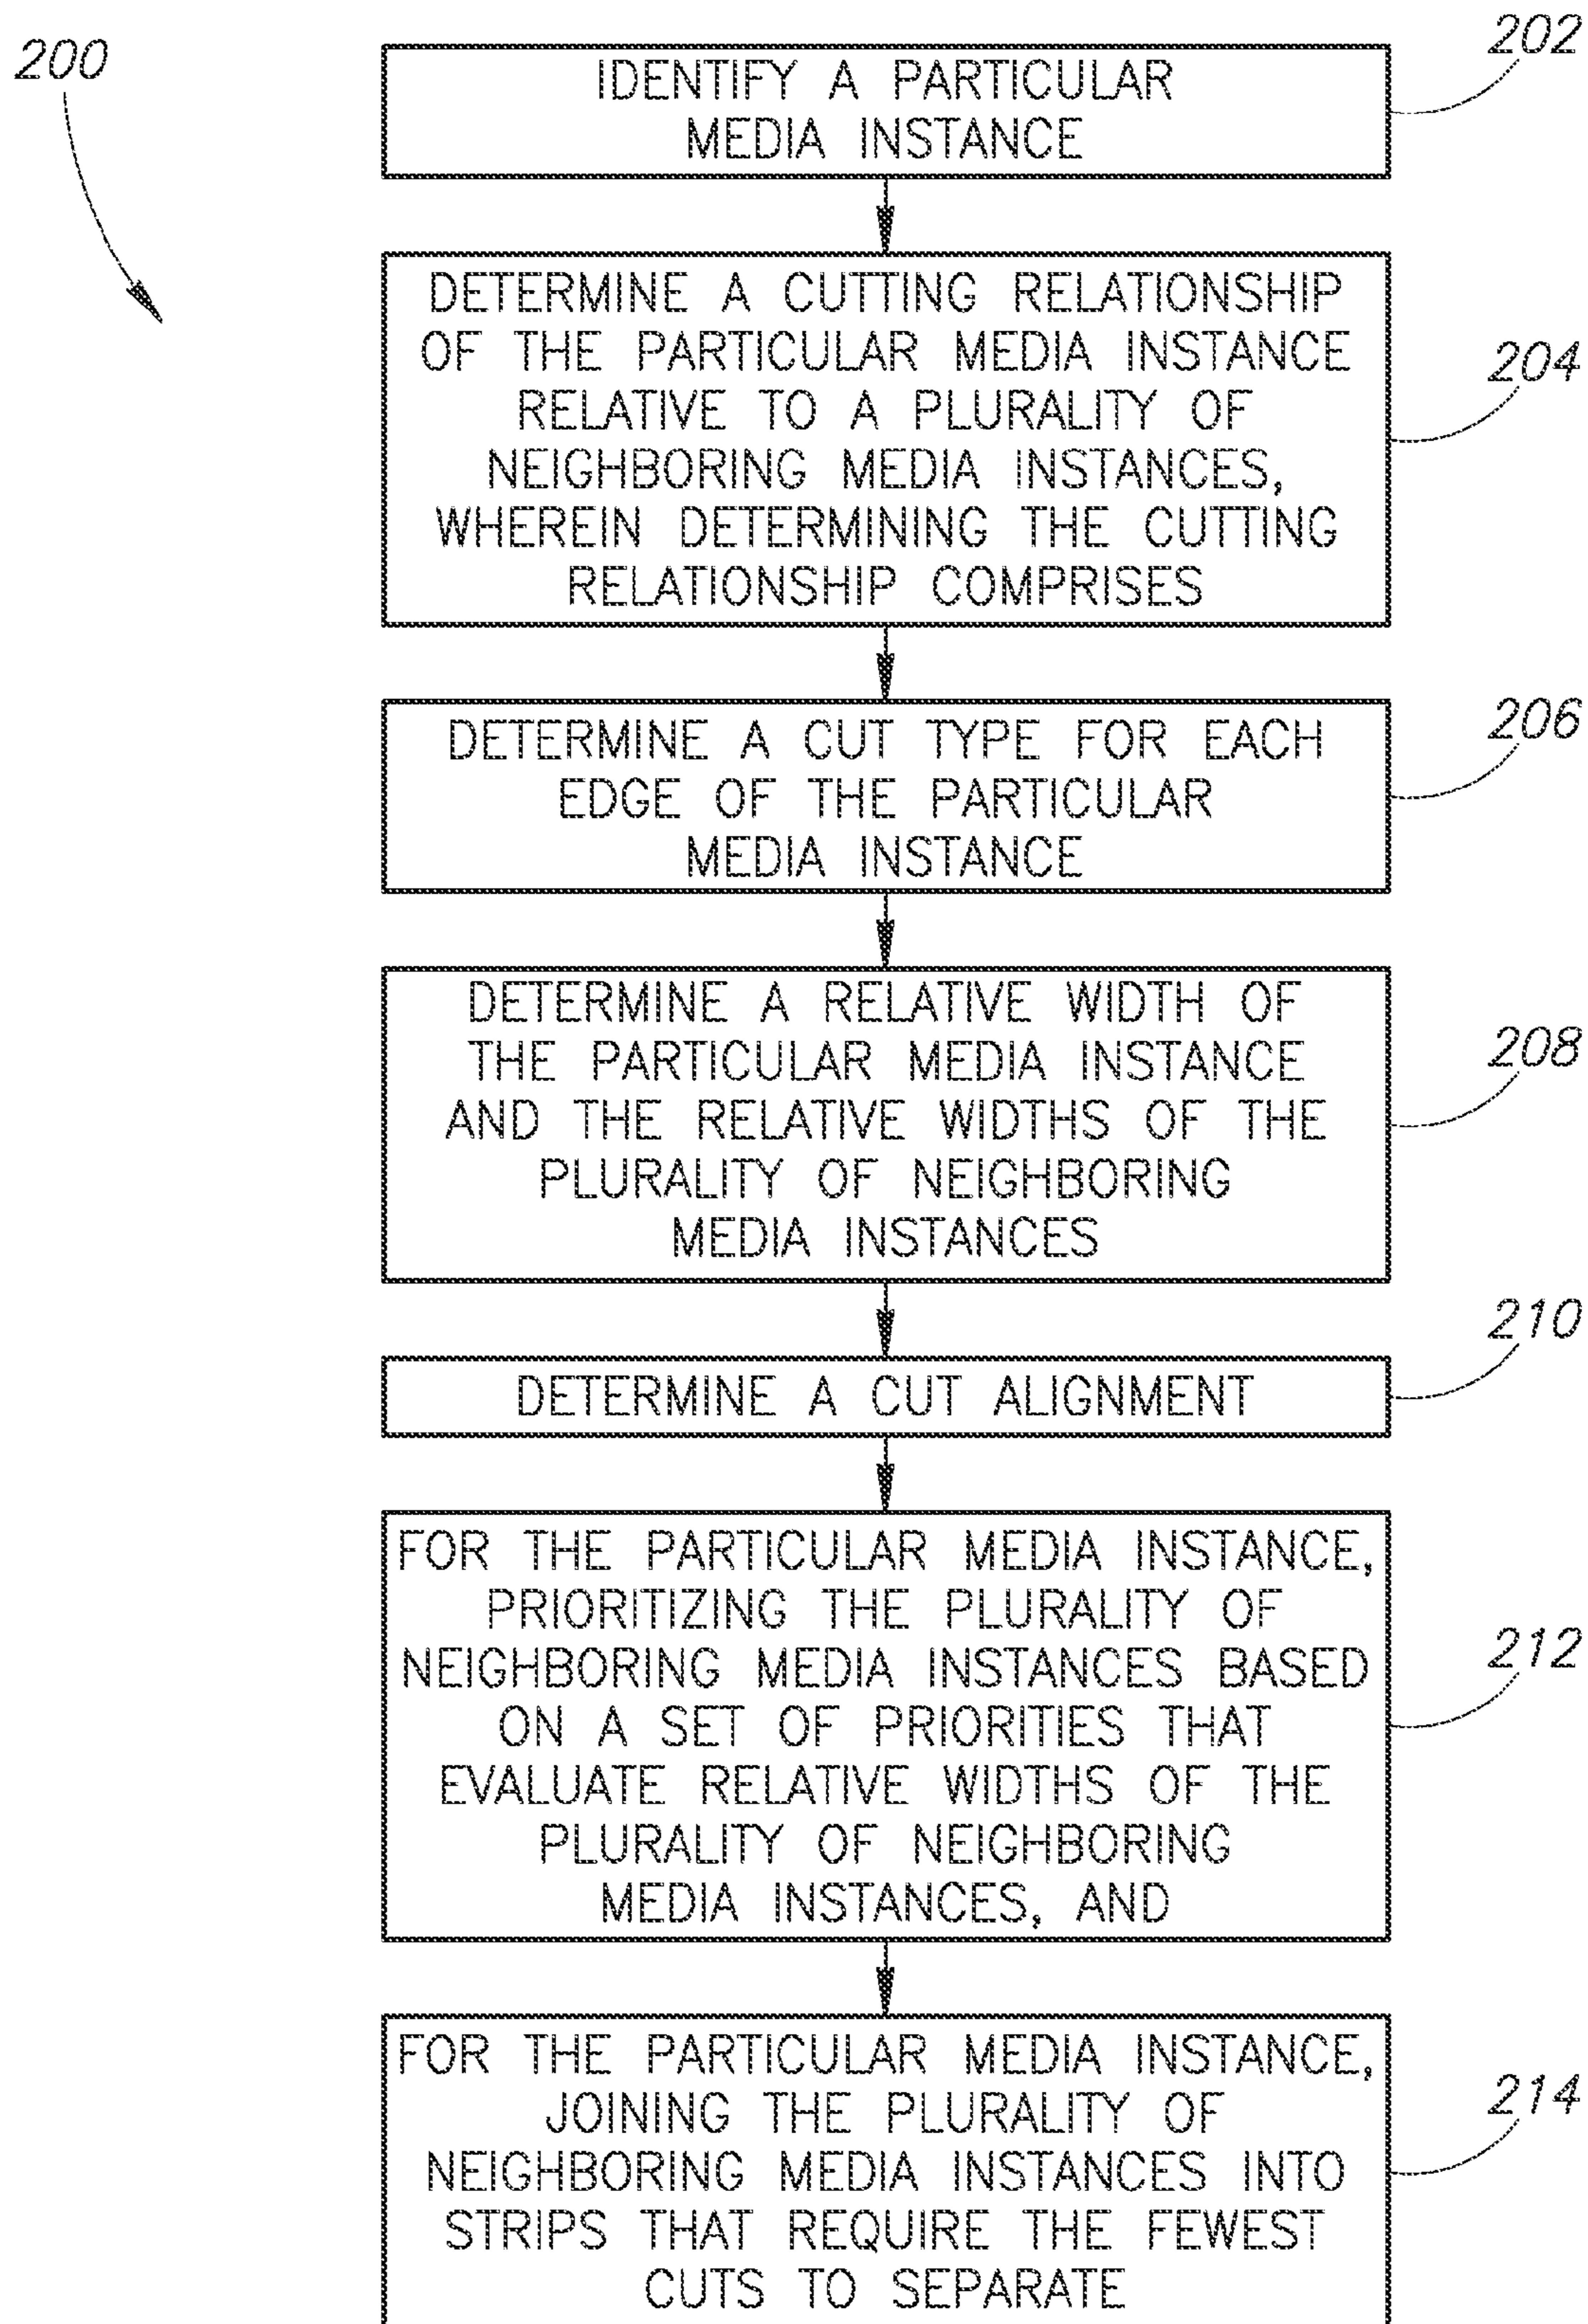 200
202
IDENTIFY A PARTICULAR
MEDIA INSTANCE
204
DETERMINE A CUTTING RELATIONSHIP
OF THE PARTICULAR MEDIA INSTANCE
RELATIVE TO A PLURALITY OF
NEIGHBORING MEDIA INSTANCES,
WHEREIN DETERMINING THE CUTTING
RELATIONSHIP COMPRISES
206
DETERMINE A CUT TYPE FOR EACH
EDGE OF THE PARTICULAR
MEDIA INSTANCE
208
DETERMINE A RELATIVE WIDTH OF
THE PARTICULAR MEDIA INSTANCE
AND THE RELATIVE WIDTHS OF THE
PLURALITY OF NEIGHBORING
MEDIA INSTANCES
210
DETERMINE A CUT ALIGNMENT
212
FOR THE PARTICULAR MEDIA INSTANCE,
PRIORITIZING THE PLURALITY OF
NEIGHBORING MEDIA INSTANCES BASED
ON A SET OF PRIORITIES THAT
EVALUATE RELATIVE WIDTHS OF THE
PLURALITY OF NEIGHBORING
MEDIA INSTANCES, AND
214
FOR THE PARTICULAR MEDIA INSTANCE,
JOINING THE PLURALITY OF
NEIGHBORING MEDIA INSTANCES INTO
STRIPS THAT REQUIRE THE FEWEST
CUTS TO SEPARATE